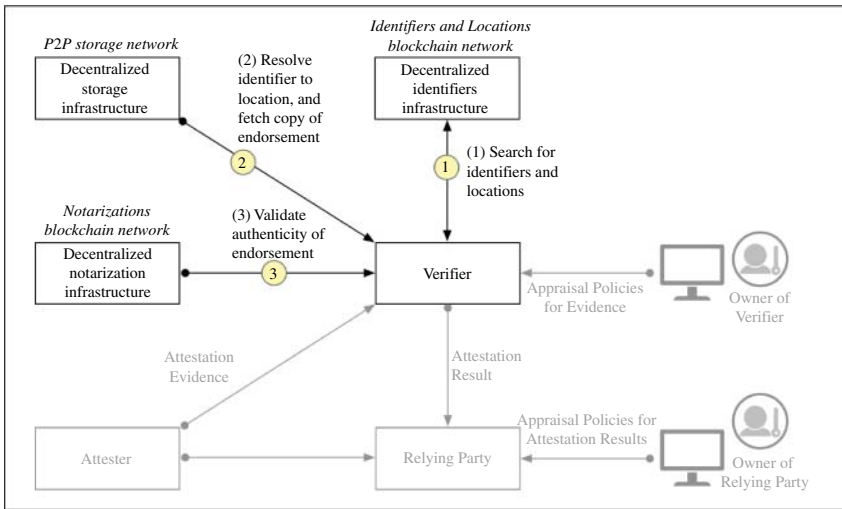 P2P storage network
Decentralized
storage
infrastructure
(2) Resolve
identifier to
location, and
fetch copy of
endorsement
2
Identifiers and Locations
blockchain network
Decentralized
identifiers
infrastructure
1
(1) Search for
identifiers and
locations
Notarizations
blockchain network
Decentralized
notarization
infrastructure
(3) Validate
authenticity of
endorsement
3
Verifier
Appraisal Policies
for Evidence
Owner of
Verifier
Attestation
Evidence
Attestation
Result
Attester
Relying Party
Appraisal Policies for
Attestation Results
Owner of
Relying Party